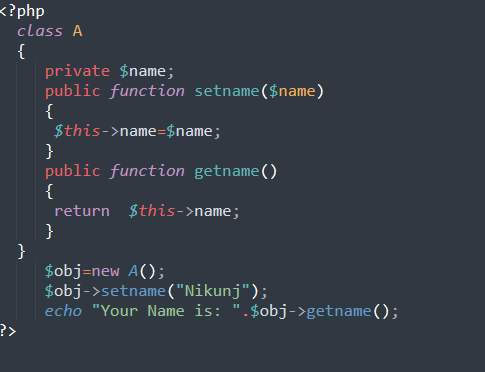 <?php
  class A
  {
     private $name;
     public function setname($name)
     {
      $this->name=$name;
     }
     public function getname()
     {
      return  $this->name;
     }
  }
     $obj=new A();
     $obj->setname("Nikunj");
     echo "Your Name is: ".$obj->getname();
?>